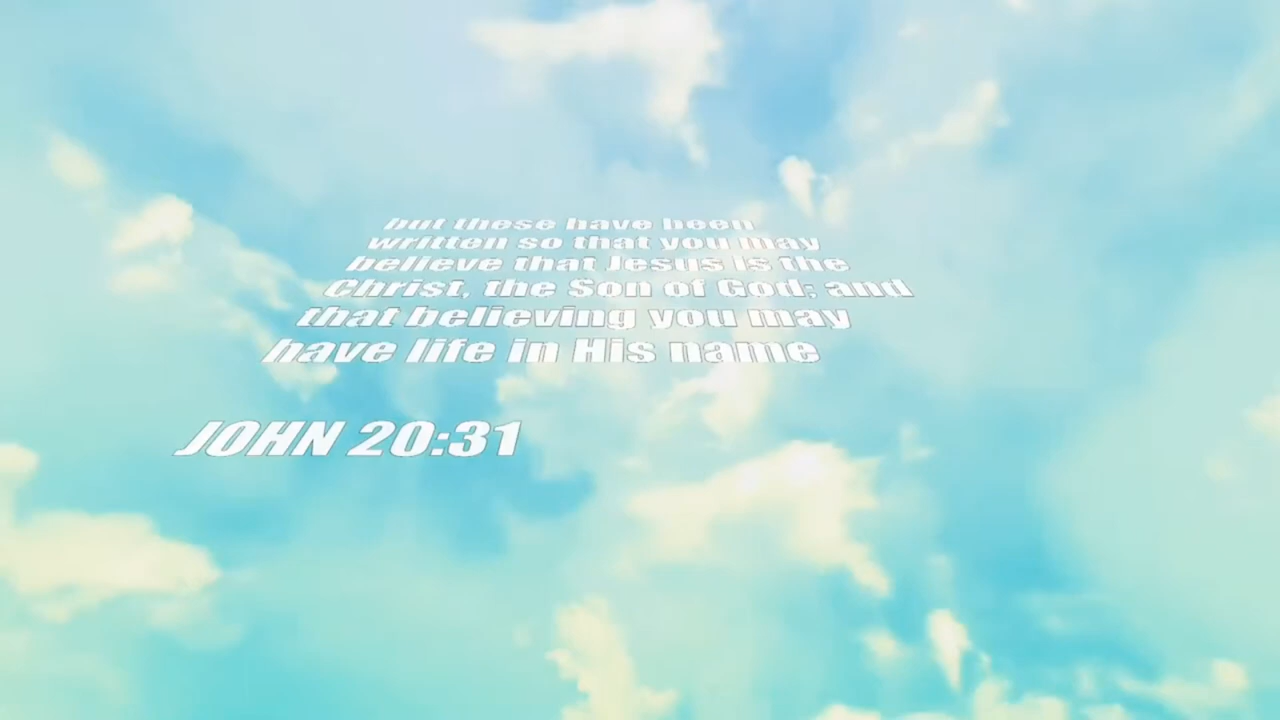 but these have been
written so that you may
believe that Jesus is the
Christ, the Son of God; and
that believing you may
have life in His name
JOHN 20:31